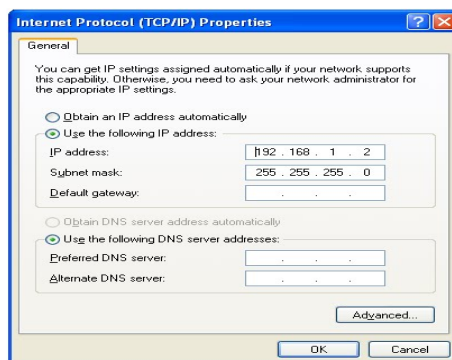 Internet Protocol (TCP/IP) Properties
General
You can get IP settings assigned automatically if your network supports
this capability. Otherwise, you need to ask your network administrator for
the appropriate IP settings.
Obtain an IP address automatically
Use the following IP address:
IP address: 192 . 168 . 1 . 2
Subnet mask: 255 . 255 . 255 . 0
Default gateway: . . .
Obtain DNS server address automatically
Use the following DNS server addresses:
Preferred DNS server: . . .
Alternate DNS server: . . .
Advanced...
OK Cancel